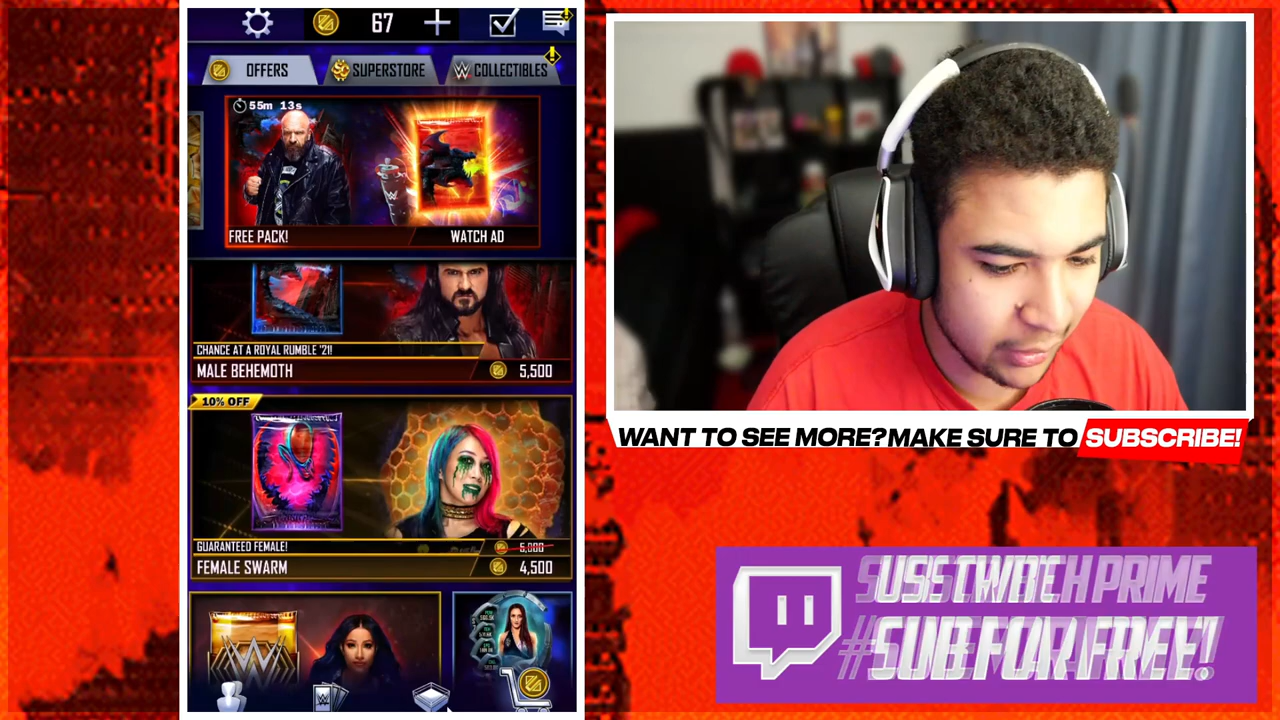 67
OFFERS
SUPERSTORE
COLLECTIBLES
55m 13s
FREE PACK!
WATCH AD
CHANCE AT A ROYAL RUMBLE '21!
MALE BEHEMOTH
5,500
10% OFF
GUARANTEED FEMALE!
5,000
FEMALE SWARM
4,500
WANT TO SEE MORE? MAKE SURE TO SUBSCRIBE!
#SUB FOR FREE!